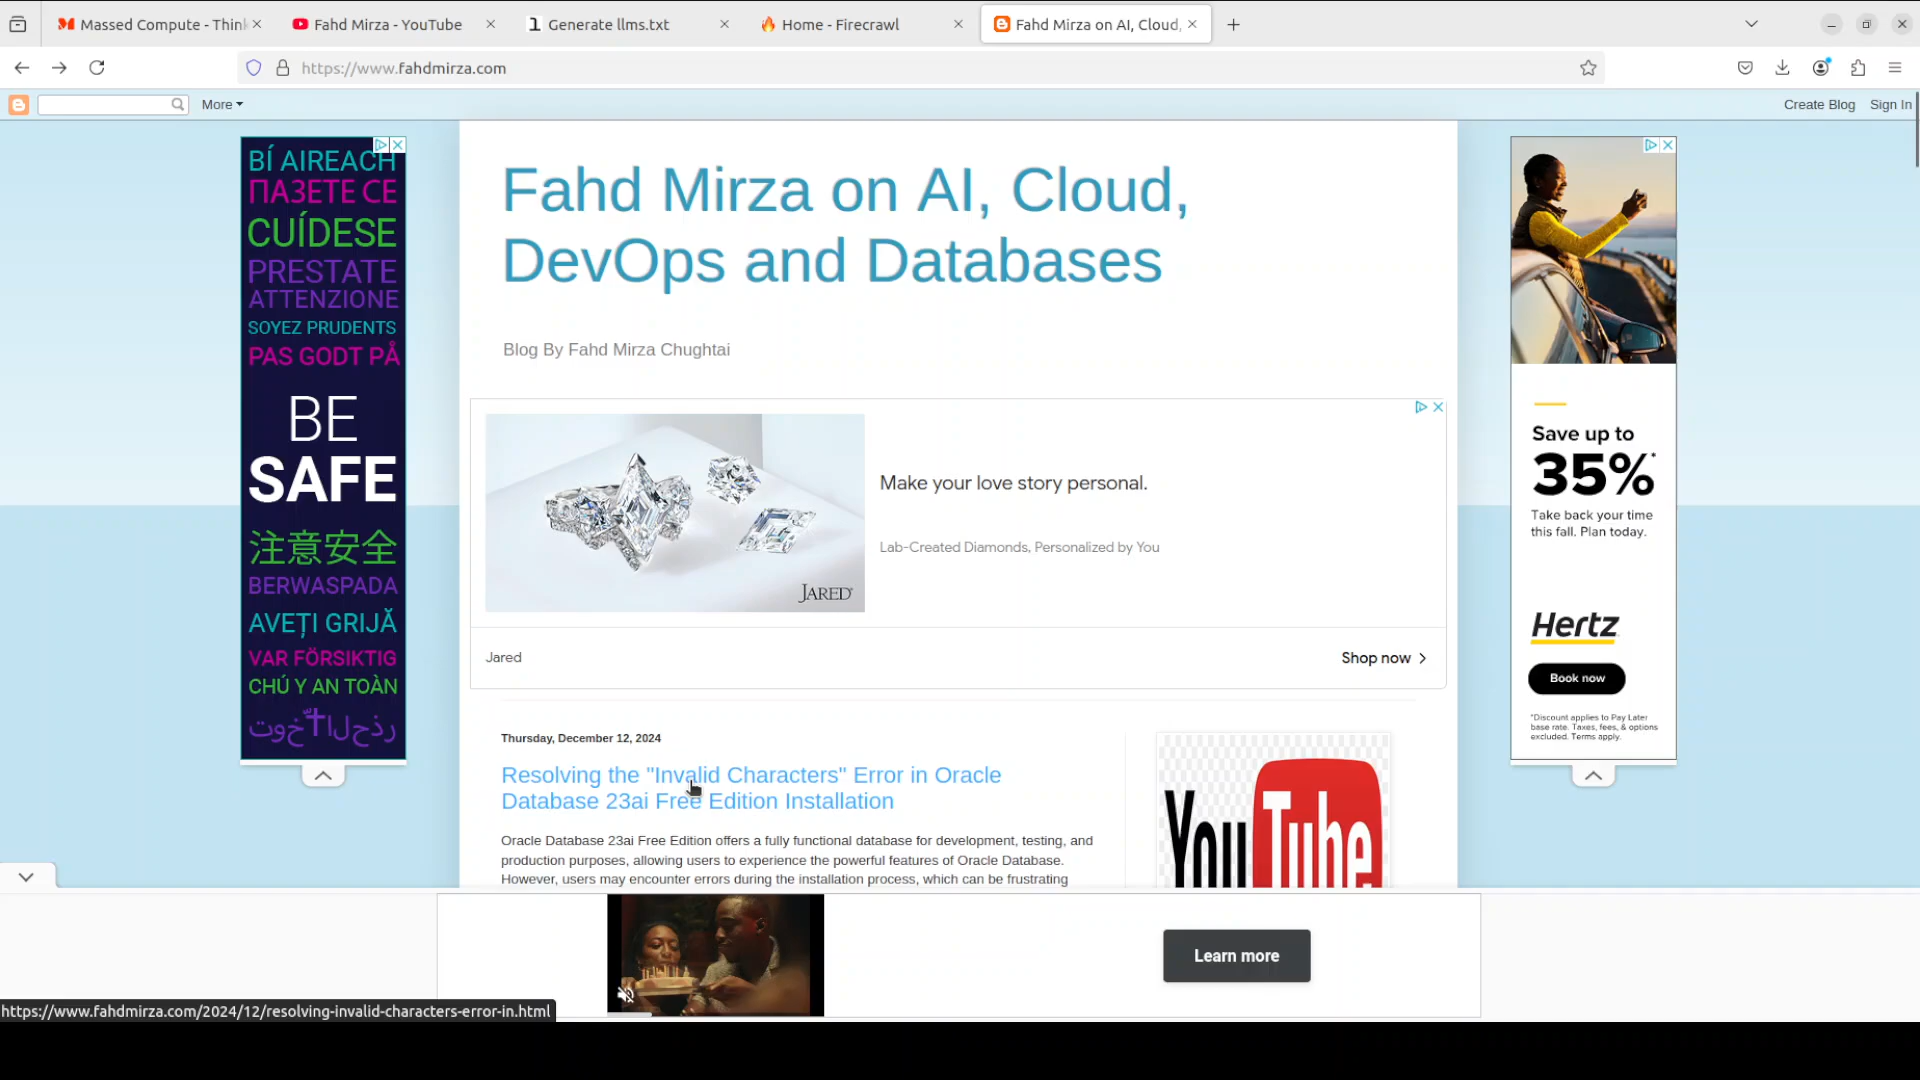 Massed Compute - Think
Fahd Mirza - YouTube
Generate llms.txt
Home - Firecrawl
Fahd Mirza on AI, Cloud,
https://www.fahdmirza.com
More
Create Blog
Sign In
BÍ AIREACH
ПАЗЕТЕ СЕ
CUÍDESE
PRESTATE
ATTENZIONE
SOYEZ PRUDENTS
PAS GODT PÅ
BE
SAFE
注意安全
BERWASPADA
AVEȚI GRIJĂ
VAR FÖRSIKTIG
CHÚ Y AN TOÀN
Fahd Mirza on AI, Cloud,
DevOps and Databases
Blog By Fahd Mirza Chughtai
Make your love story personal.
Lab-Created Diamonds, Personalized by You
JARED
Jared
Shop now
Thursday, December 12, 2024
Resolving the "Invalid Characters" Error in Oracle
Database 23ai Free Edition Installation
Oracle Database 23ai Free Edition offers a fully functional database for development, testing, and
production purposes, allowing users to experience the powerful features of Oracle Database.
However, users may encounter errors during the installation process, which can be frustrating
YouTube
Save up to
35%*
Take back your time
this fall. Plan today.
Hertz
Book now
*Discount applies to Pay Later
base rate. Taxes, fees, & options
excluded. Terms apply.
Learn more
https://www.fahdmirza.com/2024/12/resolving-invalid-characters-error-in.html